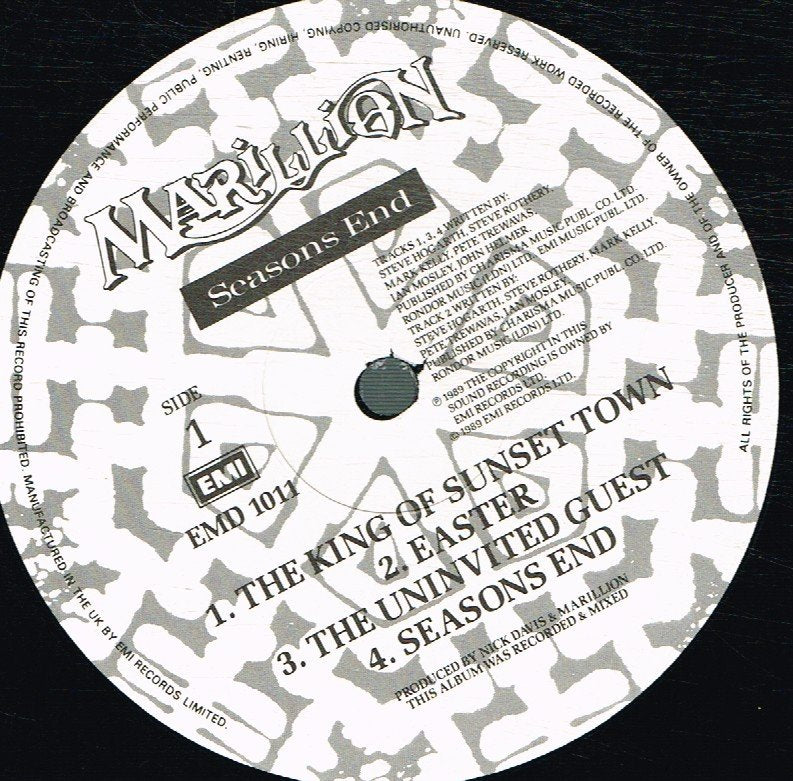 MARILLION
Seasons End
TRACKS 1, 3, 4 WRITTEN BY:
STEVE HOGARTH, STEVE ROTHERY,
MARK KELLY, PETE TREWAVAS,
IAN MOSLEY, JOHN HELMER.
PUBLISHED BY CHARISMA MUSIC PUBL. CO. LTD.
RONDOR MUSIC (LDN) LTD. EMI MUSIC PUBL. LTD.
TRACK 2 WRITTEN BY:
STEVE HOGARTH, STEVE ROTHERY, MARK KELLY,
PETE TREWAVAS, IAN MOSLEY.
PUBLISHED BY CHARISMA MUSIC PUBL. CO. LTD.
RONDOR MUSIC (LDN) LTD.
℗ 1989 THE COPYRIGHT IN THIS
SOUND RECORDING IS OWNED BY
EMI RECORDS LTD.
© 1989 EMI RECORDS LTD.
SIDE
1
EMI
EMD 1011
1. THE KING OF SUNSET TOWN
2. EASTER
3. THE UNINVITED GUEST
4. SEASONS END
PRODUCED BY NICK DAVIS & MARILLION
THIS ALBUM WAS RECORDED & MIXED
ALL RIGHTS OF THE PRODUCER AND OF THE OWNER OF THE RECORDED WORK RESERVED. UNAUTHORISED COPYING, HIRING, RENTING, PUBLIC PERFORMANCE AND BROADCASTING OF THIS RECORD PROHIBITED. MANUFACTURED IN THE UK BY EMI RECORDS LIMITED.